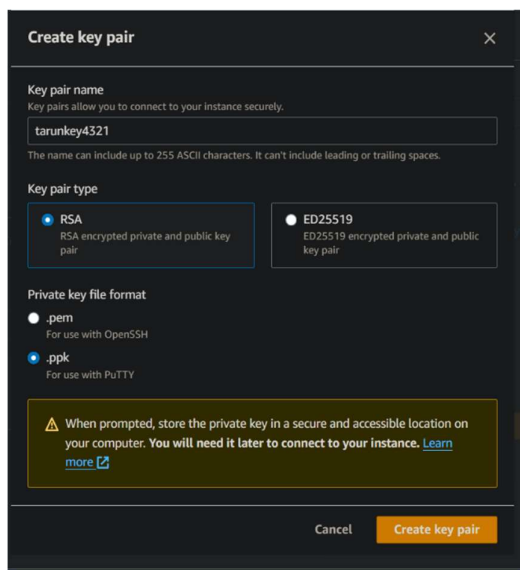 Create key pair
Key pair name
Key pairs allow you to connect to your instance securely.
tarunkey4321
The name can include up to 255 ASCII characters. It can't include leading or trailing spaces.
Key pair type
RSA
RSA encrypted private and public key
pair
ED25519
ED25519 encrypted private and public
key pair
Private key file format
.pem
For use with OpenSSH
.ppk
For use with PuTTY
When prompted, store the private key in a secure and accessible location on
your computer. You will need it later to connect to your instance. Learn
more
Cancel
Create key pair